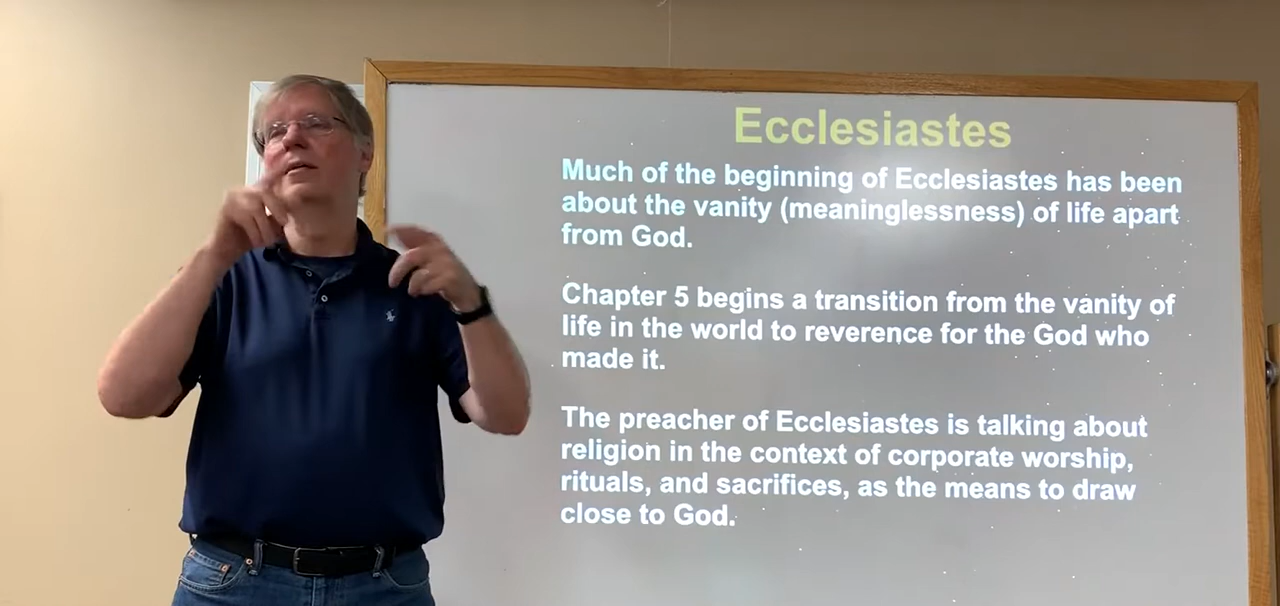 Ecclesiastes
Much of the beginning of Ecclesiastes has been
about the vanity (meaninglessness) of life apart
from God.
Chapter 5 begins a transition from the vanity of
life in the world to reverence for the God who
made it.
The preacher of Ecclesiastes is talking about
religion in the context of corporate worship,
rituals, and sacrifices, as the means to draw
close to God.